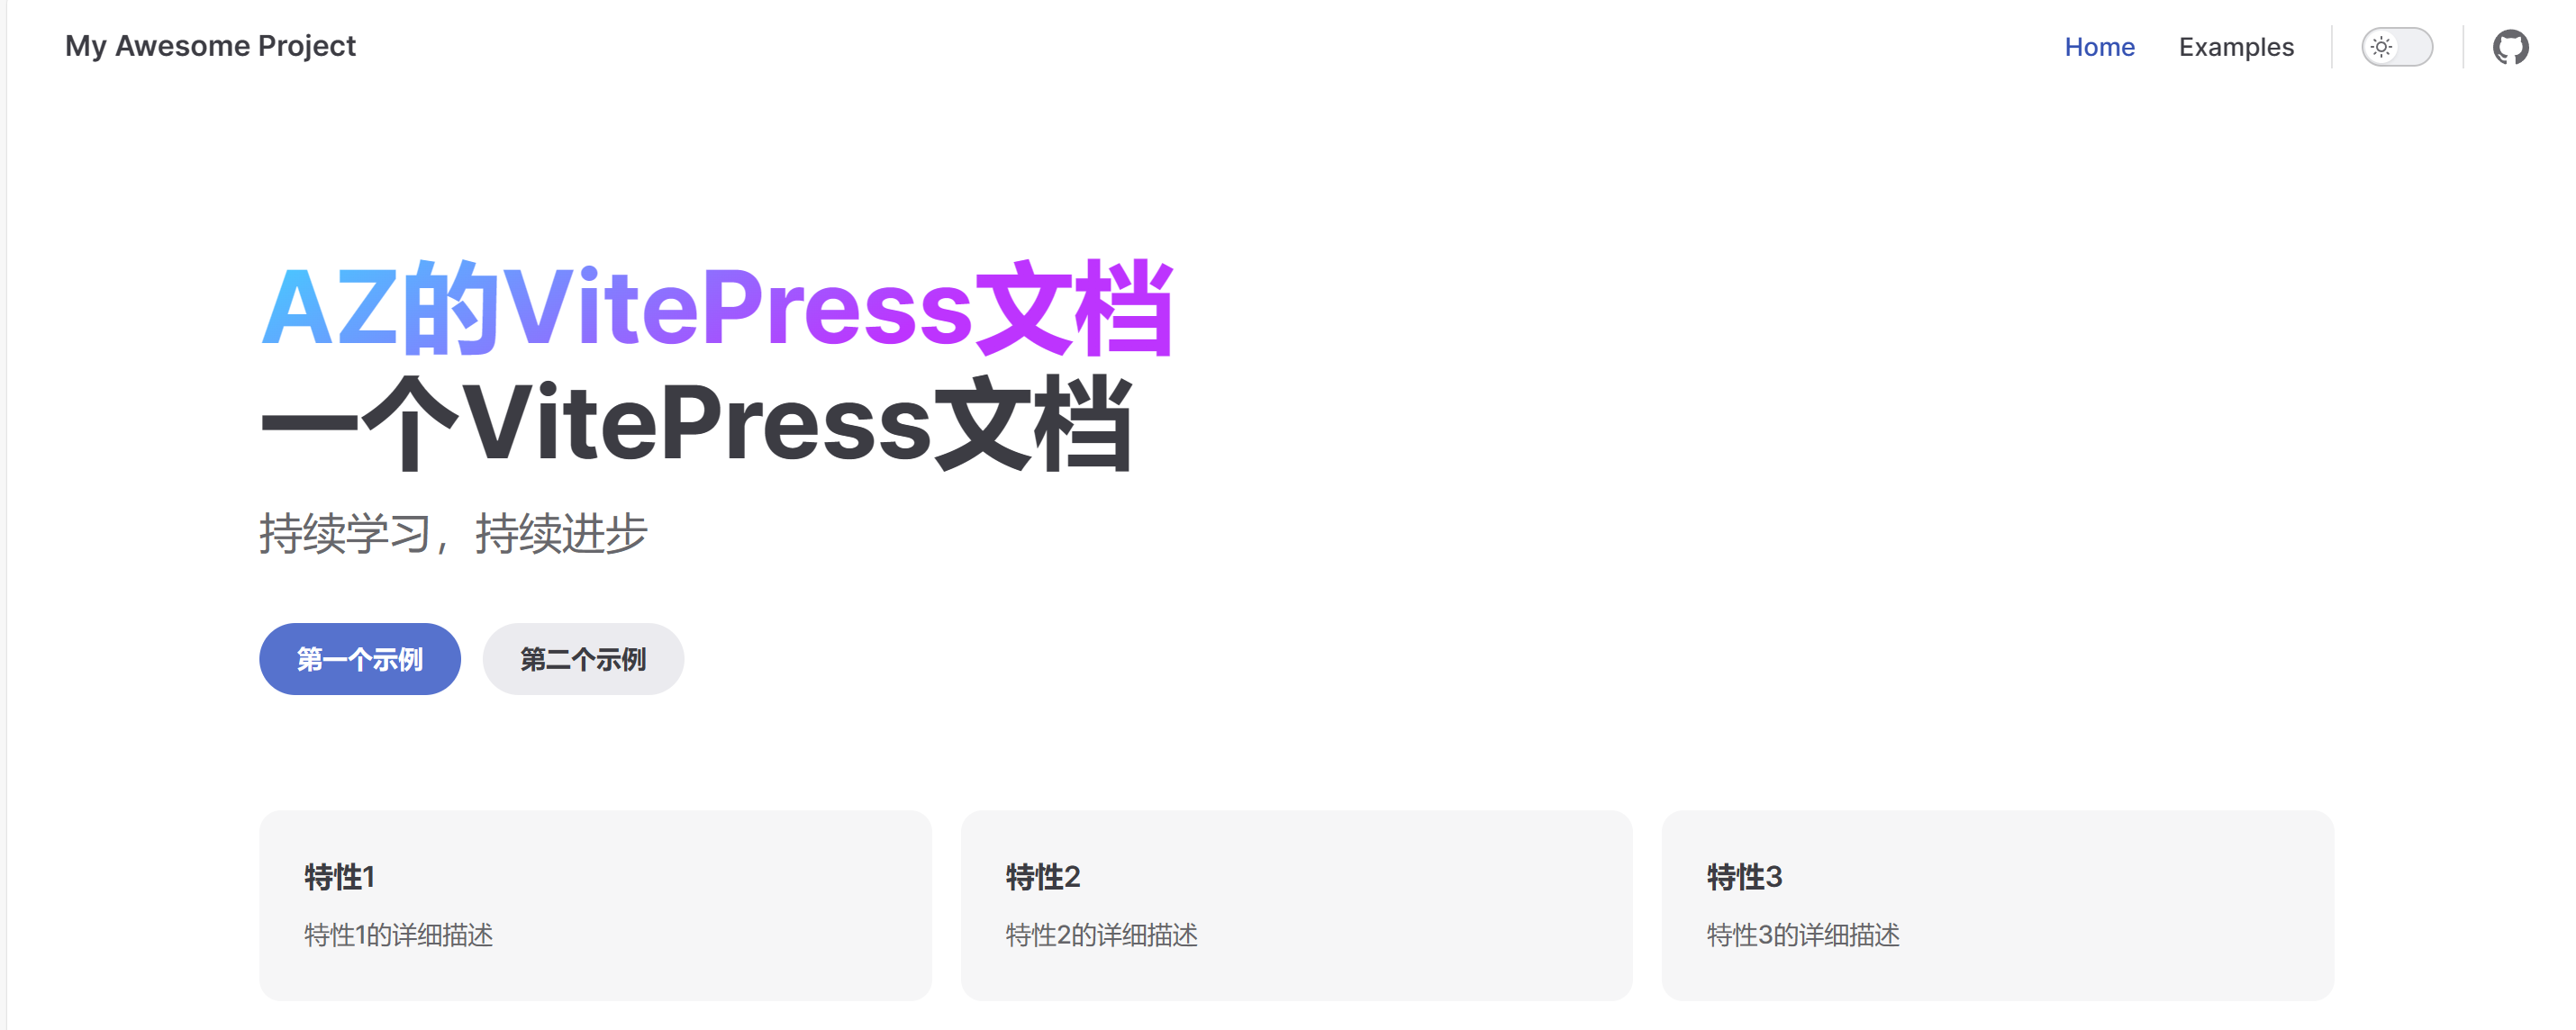 My Awesome Project
Home Examples
AZ的VitePress文档
一个VitePress文档
持续学习，持续进步
第一个示例 第二个示例
特性1 特性2 特性3
特性1的详细描述 特性2的详细描述 特性3的详细描述